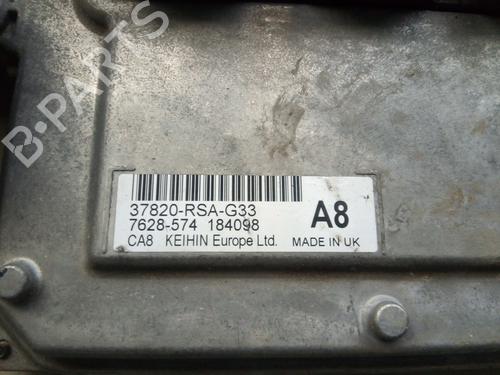 B-PARTS
37820-RSA-G33
7628-574 184098
A8
CA8 KEIHIN Europe Ltd. MADE IN UK